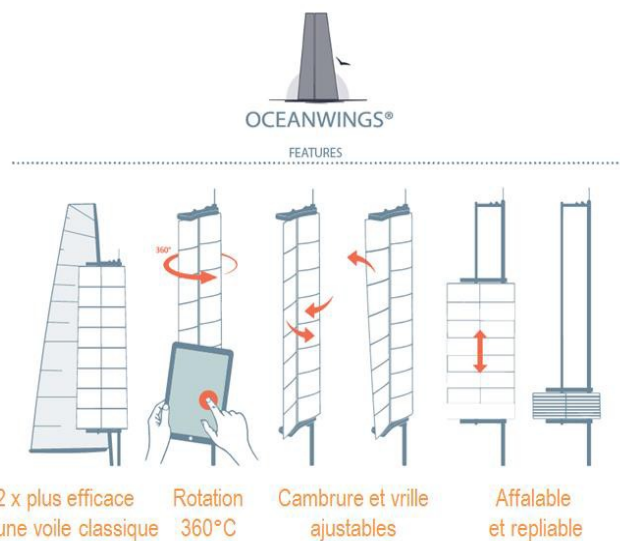 OCEANWINGS®
FEATURES
360°
2 x plus efficace
une voile classique
Rotation
360°C
Cambrure et vrille
ajustables
Affalable
et repliable